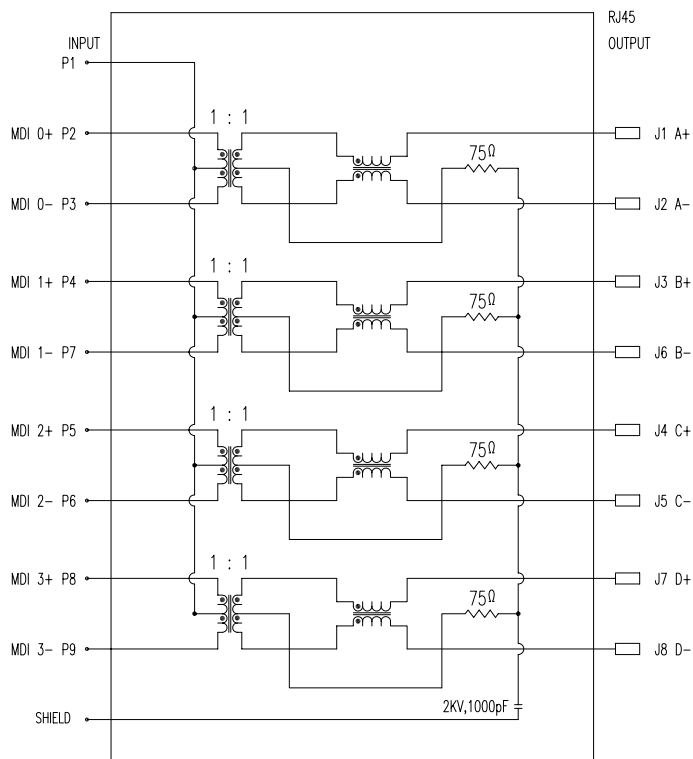 RJ45
INPUT
OUTPUT
P1
1 : 1
MDI 0+ P2
J1 A+
75Ω
MDI 0- P3
J2 A-
1 : 1
MDI 1+ P4
J3 B+
75Ω
MDI 1- P7
J6 B-
1 : 1
MDI 2+ P5
J4 C+
75Ω
MDI 2- P6
J5 C-
1 : 1
MDI 3+ P8
J7 D+
75Ω
MDI 3- P9
J8 D-
2KV,1000pF
SHIELD